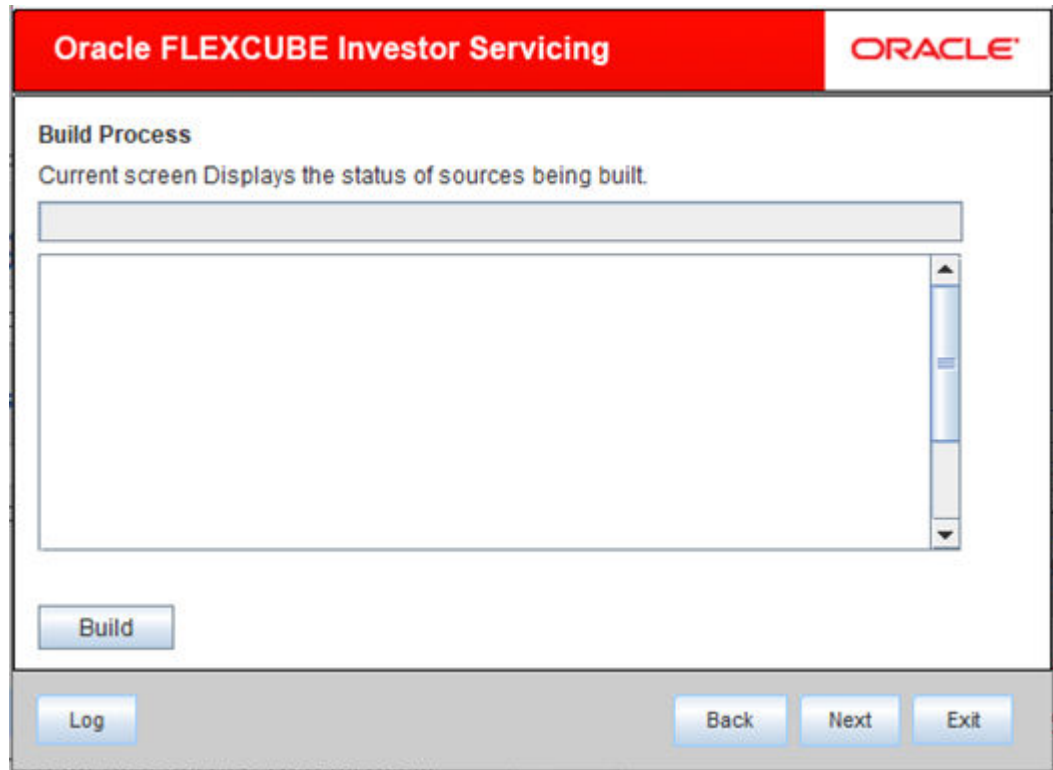 Oracle FLEXCUBE Investor Servicing
ORACLE
Build Process
Current screen Displays the status of sources being built.
Build
Log
Back
Next
Exit